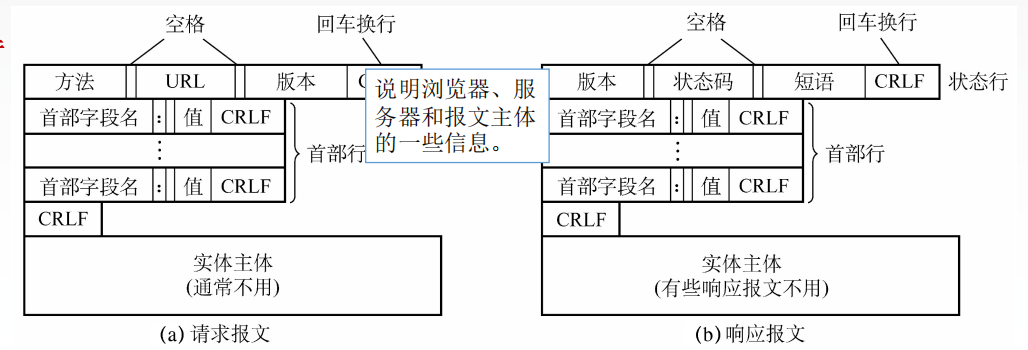 空格
回车换行
方法 URL 版本
首部字段名 : 值 CRLF
⋮
首部字段名 : 值 CRLF
首部行
CRLF
实体主体
(通常不用)
(a) 请求报文
说明浏览器、服
务器和报文主体
的一些信息。
空格
回车换行
版本 状态码 短语 CRLF 状态行
首部字段名 : 值 CRLF
⋮
首部字段名 : 值 CRLF
首部行
CRLF
实体主体
(有些响应报文不用)
(b) 响应报文